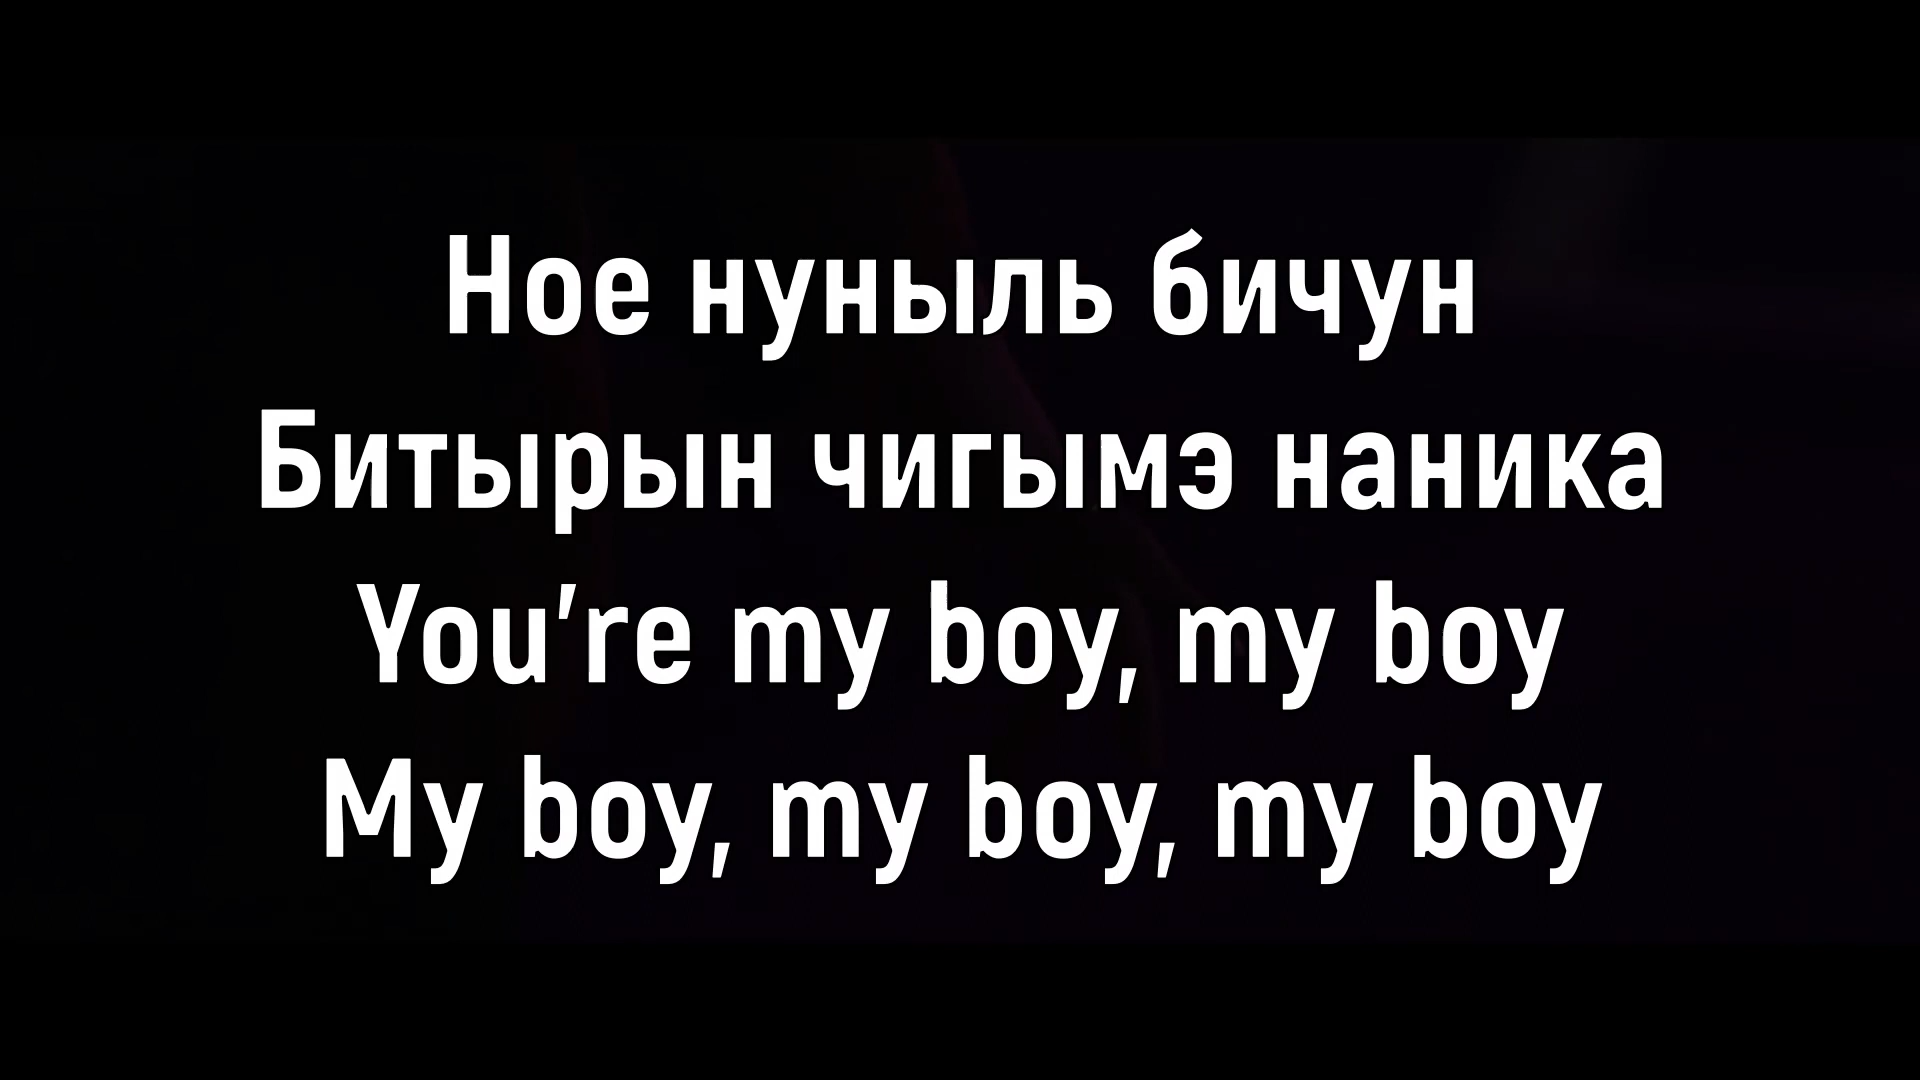 Ное нуныль бичун
Битырын чигымэ наника
You’re my boy, my boy
My boy, my boy, my boy